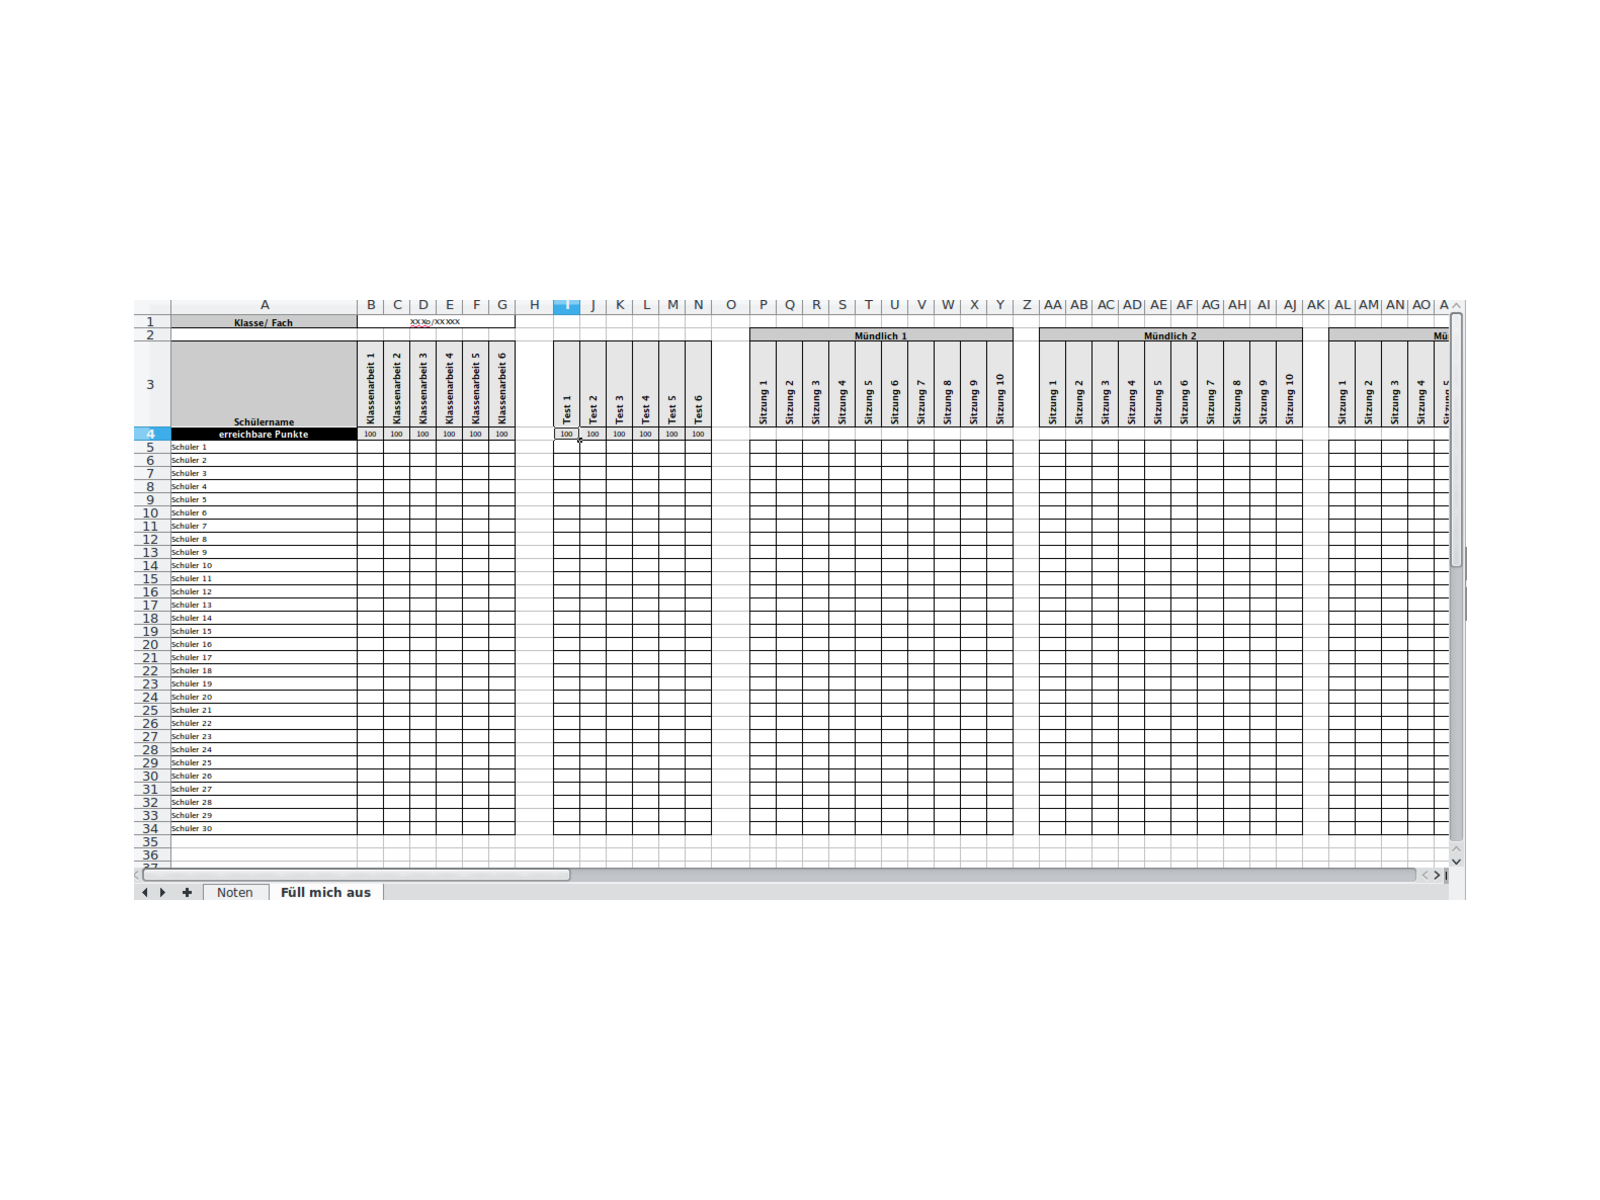 A B C D E F G H I J K L M N O P Q R S T U V W X Y Z AA AB AC AD AE AF AG AH AI AJ AK AL AM AN AO A
1 Klasse/ Fach
2 Mündlich 1 Mündlich 2 Mü
3 Schülername Klassenarbeit 1 Klassenarbeit 2 Klassenarbeit 3 Klassenarbeit 4 Klassenarbeit 5 Klassenarbeit 6 Test 1 Test 2 Test 3 Test 4 Test 5 Test 6 Sitzung 1 Sitzung 2 Sitzung 3 Sitzung 4 Sitzung 5 Sitzung 6 Sitzung 7 Sitzung 8 Sitzung 9 Sitzung 10 Sitzung 1 Sitzung 2 Sitzung 3 Sitzung 4 Sitzung 5 Sitzung 6 Sitzung 7 Sitzung 8 Sitzung 9 Sitzung 10 Sitzung 1 Sitzung 2 Sitzung 3 Sitzung 4
4 erreichbare Punkte 100 100 100 100 100 100 100 100 100 100 100 100
5 Schüler 1
6 Schüler 2
7 Schüler 3
8 Schüler 4
9 Schüler 5
10 Schüler 6
11 Schüler 7
12 Schüler 8
13 Schüler 9
14 Schüler 10
15 Schüler 11
16 Schüler 12
17 Schüler 13
18 Schüler 14
19 Schüler 15
20 Schüler 16
21 Schüler 17
22 Schüler 18
23 Schüler 19
24 Schüler 20
25 Schüler 21
26 Schüler 22
27 Schüler 23
28 Schüler 24
29 Schüler 25
30 Schüler 26
31 Schüler 27
32 Schüler 28
33 Schüler 29
34 Schüler 30
35
36
37
Noten Füll mich aus